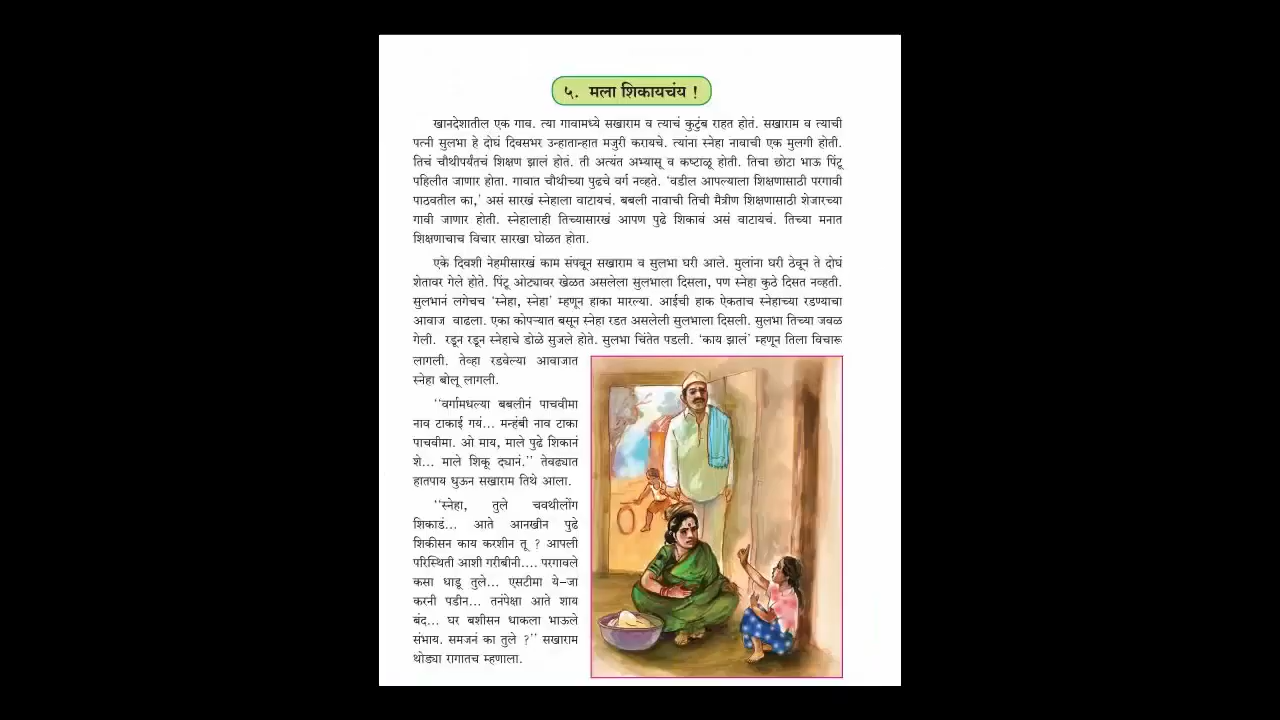 ५. मला शिकायचंय !
खानदेशातील एक गाव. त्या गावामध्ये सखाराम व त्याचं कुटुंब राहत होतं. सखाराम व त्याची
पत्नी सुलभा हे दोघं दिवसभर उन्हातान्हात मजुरी करायचे. त्यांना स्नेहा नावाची एक मुलगी होती.
तिचं चौथीपर्यंतचं शिक्षण झालं होतं. ती अत्यंत अभ्यासू व कष्टाळू होती. तिचा छोटा भाऊ पिंटू
पहिलीत जाणार होता. गावात चौथीच्या पुढचे वर्ग नव्हते. ‘वडील आपल्याला शिक्षणासाठी परगावी
पाठवतील का,’ असं सारखं स्नेहाला वाटायचं. बबली नावाची तिची मैत्रीण शिक्षणासाठी शेजारच्या
गावी जाणार होती. स्नेहालाही तिच्यासारखं आपण पुढे शिकावं असं वाटायचं. तिच्या मनात
शिक्षणाचाच विचार सारखा घोळत होता.
एके दिवशी नेहमीसारखं काम संपवून सखाराम व सुलभा घरी आले. मुलांना घरी ठेवून ते दोघं
शेतावर गेले होते. पिंटू ओट्यावर खेळत असलेला सुलभाला दिसला, पण स्नेहा कुठे दिसत नव्हती.
सुलभानं लगेचच ‘स्नेहा, स्नेहा’ म्हणून हाका मारल्या. आईची हाक ऐकताच स्नेहाच्या रडण्याचा
आवाज वाढला. एका कोपऱ्यात बसून स्नेहा रडत असलेली सुलभाला दिसली. सुलभा तिच्या जवळ
गेली. रडून रडून स्नेहाचे डोळे सुजले होते. सुलभा चिंतेत पडली. ‘काय झालं’ म्हणून तिला विचारू
लागली. तेव्हा रडवेल्या आवाजात
स्नेहा बोलू लागली.
‘‘वर्गामधल्या बबलीनं पाचवीमा
नाव टाकाई गयं... मन्हंबी नाव टाका
पाचवीमा. ओ माय, माले पुढे शिकानं
शे... माले शिकू द्यानं.’’ तेवढ्यात
हातपाय धुऊन सखाराम तिथे आला.
‘‘स्नेहा, तुले चवथीलोंग
शिकाडं... आते आनखीन पुढे
शिकीसन काय करशीन तू ? आपली
परिस्थिती आशी गरीबीनी.... परगावले
कसा धाडू तुले... एसटीमा ये-जा
करनी पडीन... तनंपेक्षा आते शाय
बंद... घर बशीसन धाकला भाऊले
संभाय. समजनं का तुले ?’’ सखाराम
थोड्या रागातच म्हणाला.